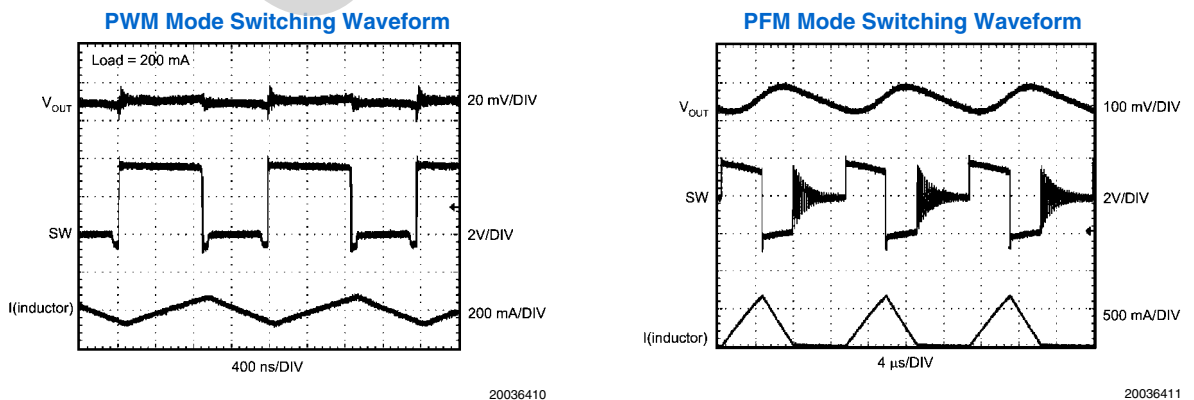 PWM Mode Switching Waveform
Load = 200 mA
VOUT
20 mV/DIV
SW
2V/DIV
I(inductor)
200 mA/DIV
400 ns/DIV
20036410
PFM Mode Switching Waveform
VOUT
100 mV/DIV
SW
2V/DIV
I(inductor)
500 mA/DIV
4 µs/DIV
20036411